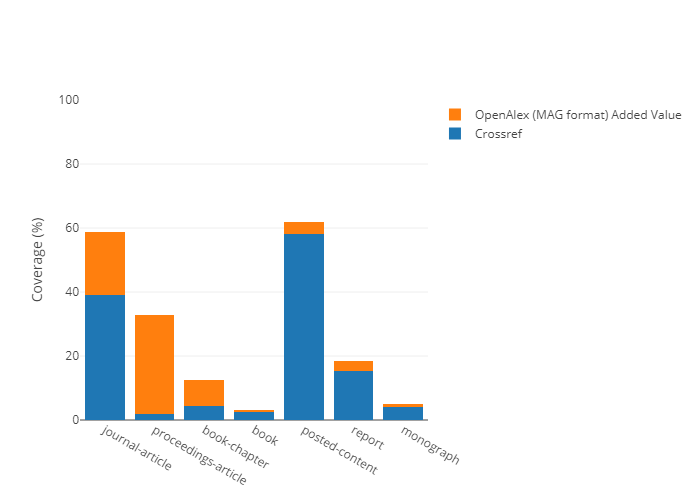 100
80
60
40
20
0
Coverage (%)
journal-article
proceedings-article
book-chapter
book
posted-content
report
monograph
OpenAlex (MAG format) Added Value
Crossref